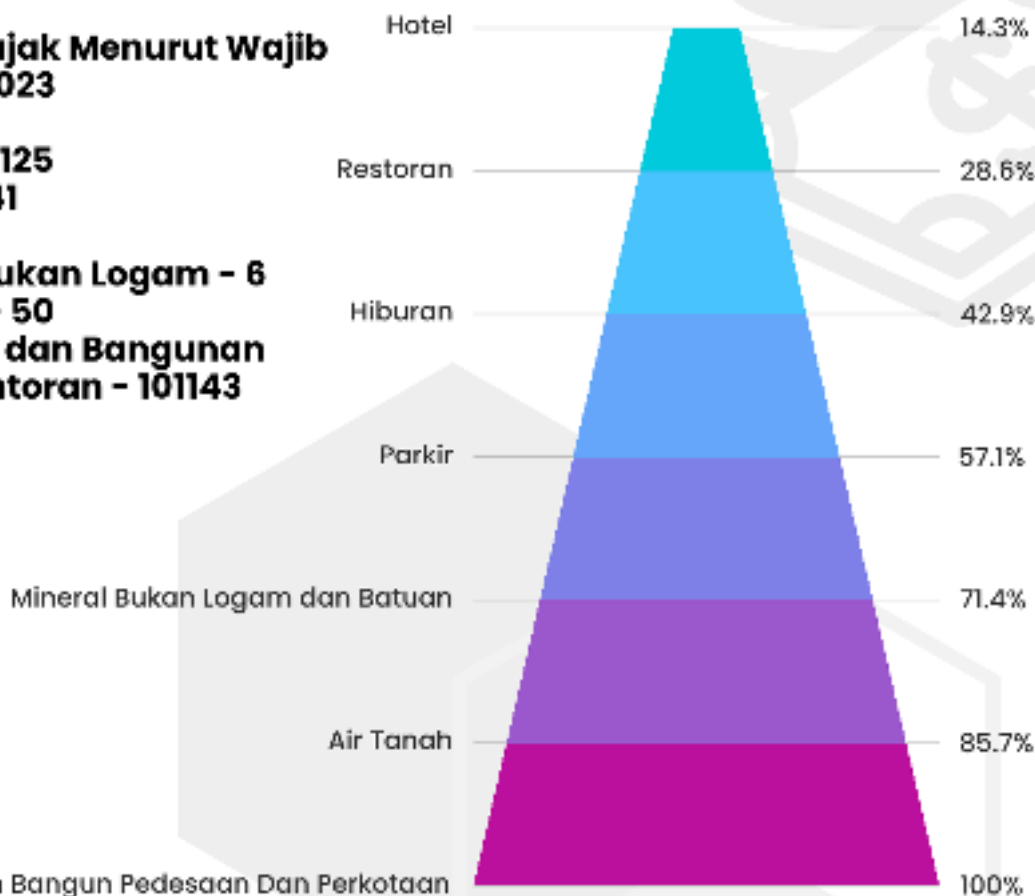 ajak Menurut Wajib
023
125
41
ukan Logam - 6
- 50
dan Bangunan
ntoran - 101143
Hotel 14.3%
Restoran 28.6%
Hiburan 42.9%
Parkir 57.1%
Mineral Bukan Logam dan Batuan 71.4%
Air Tanah 85.7%
Bangun Pedesaan Dan Perkotaan 100%
&